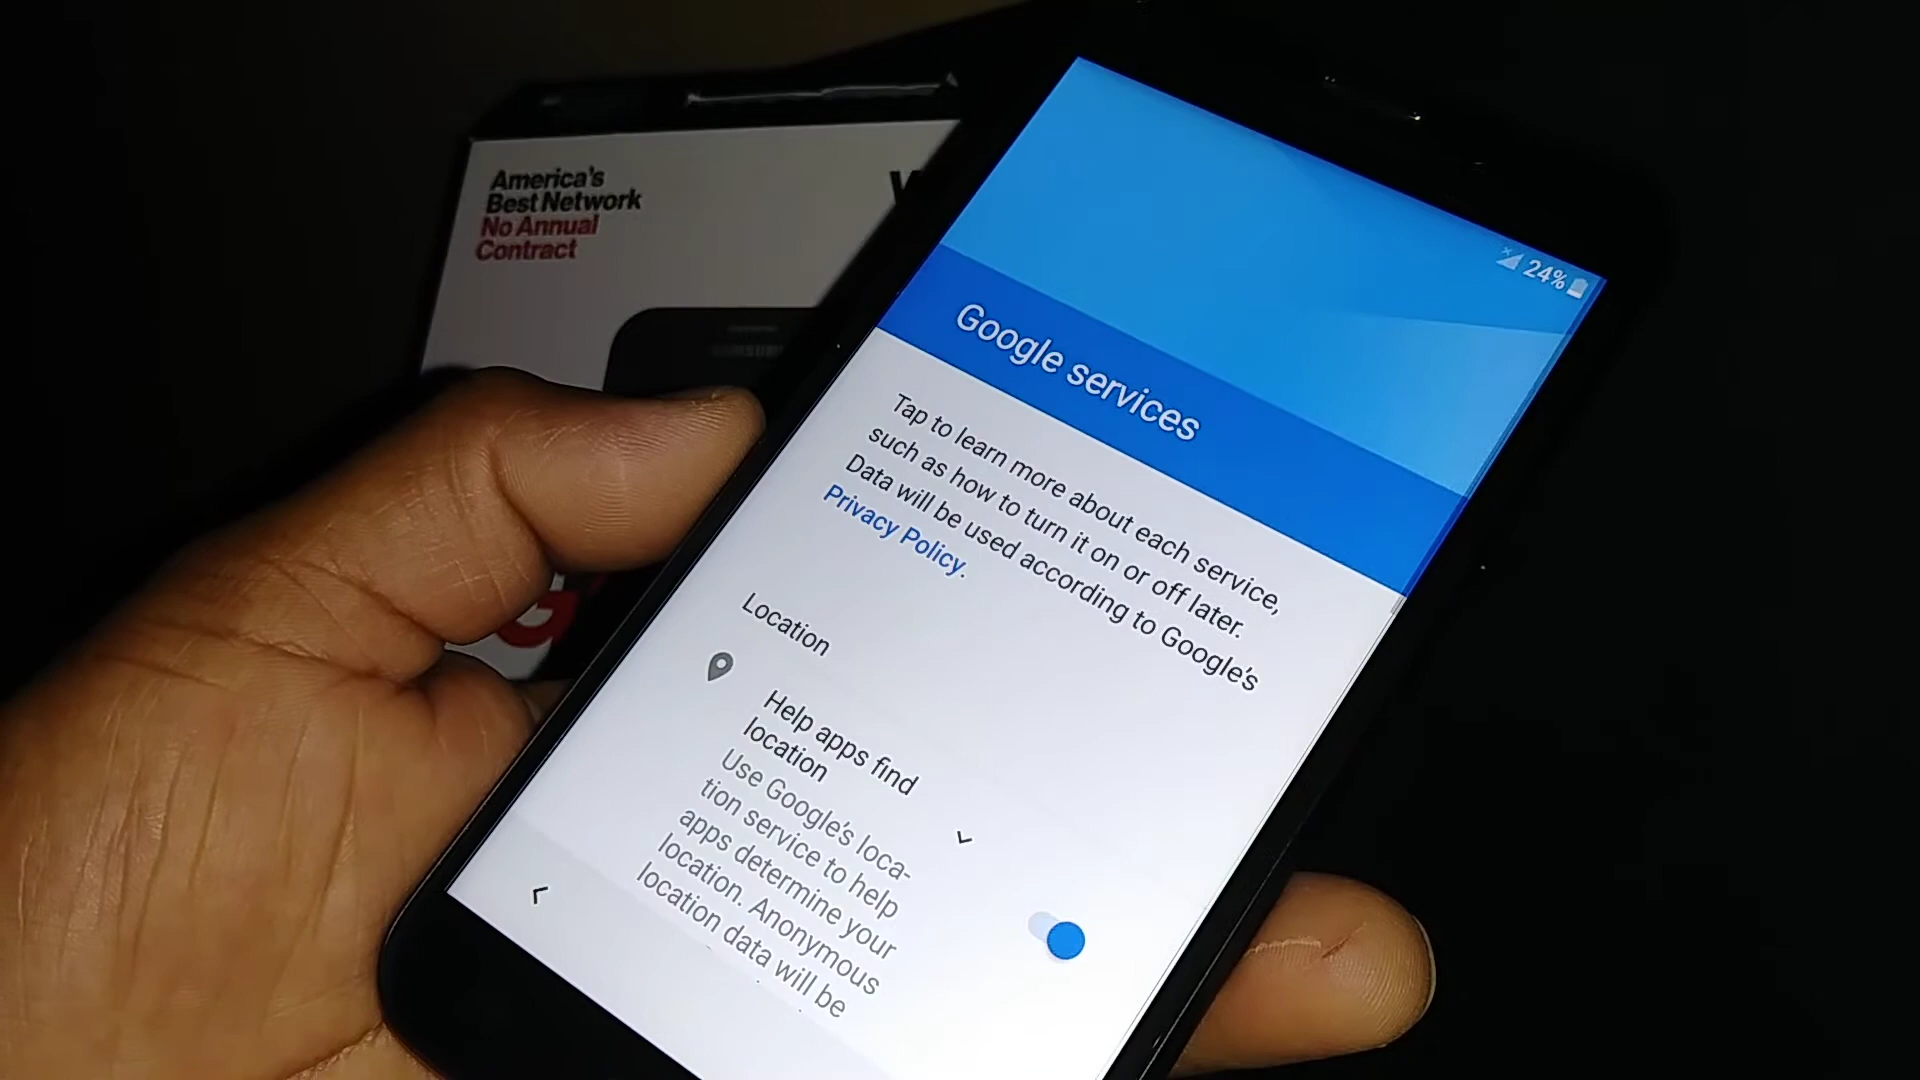 America's
Best Network
No Annual
Contract
SAMSUNG
24%
Google services
Tap to learn more about each service,
such as how to turn it on or off later.
Data will be used according to Google's
Privacy Policy.
Location
Help apps find
location
Use Google's loca-
tion service to help
apps determine your
location. Anonymous
location data will be